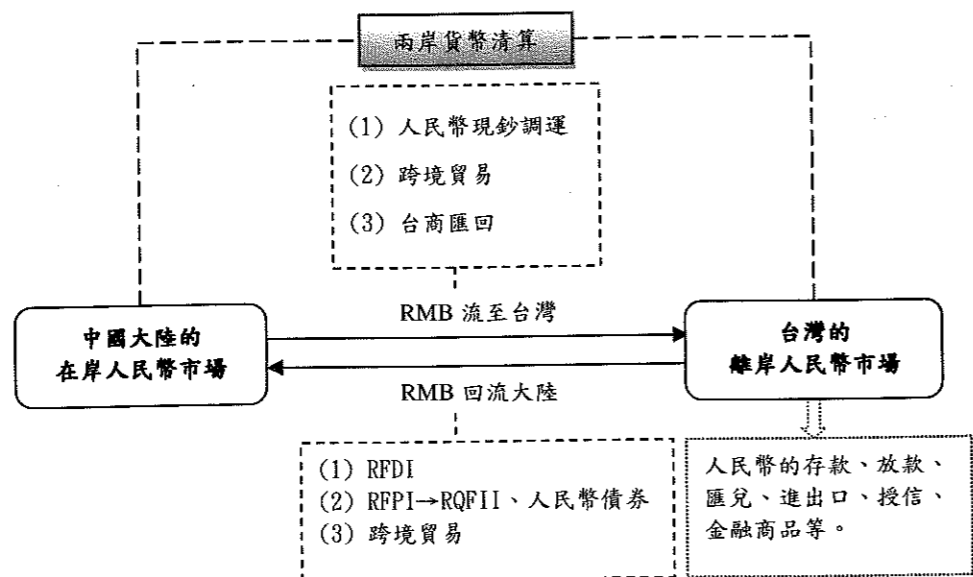 兩岸貨幣清算
(1) 人民幣現鈔調運
(2) 跨境貿易
(3) 台商匯回
RMB 流至台灣
中國大陸的
在岸人民幣市場
台灣的
離岸人民幣市場
RMB 回流大陸
(1) RFDI
(2) RFPI→RQFII、人民幣債券
(3) 跨境貿易
人民幣的存款、放款、
匯兌、進出口、授信、
金融商品等。